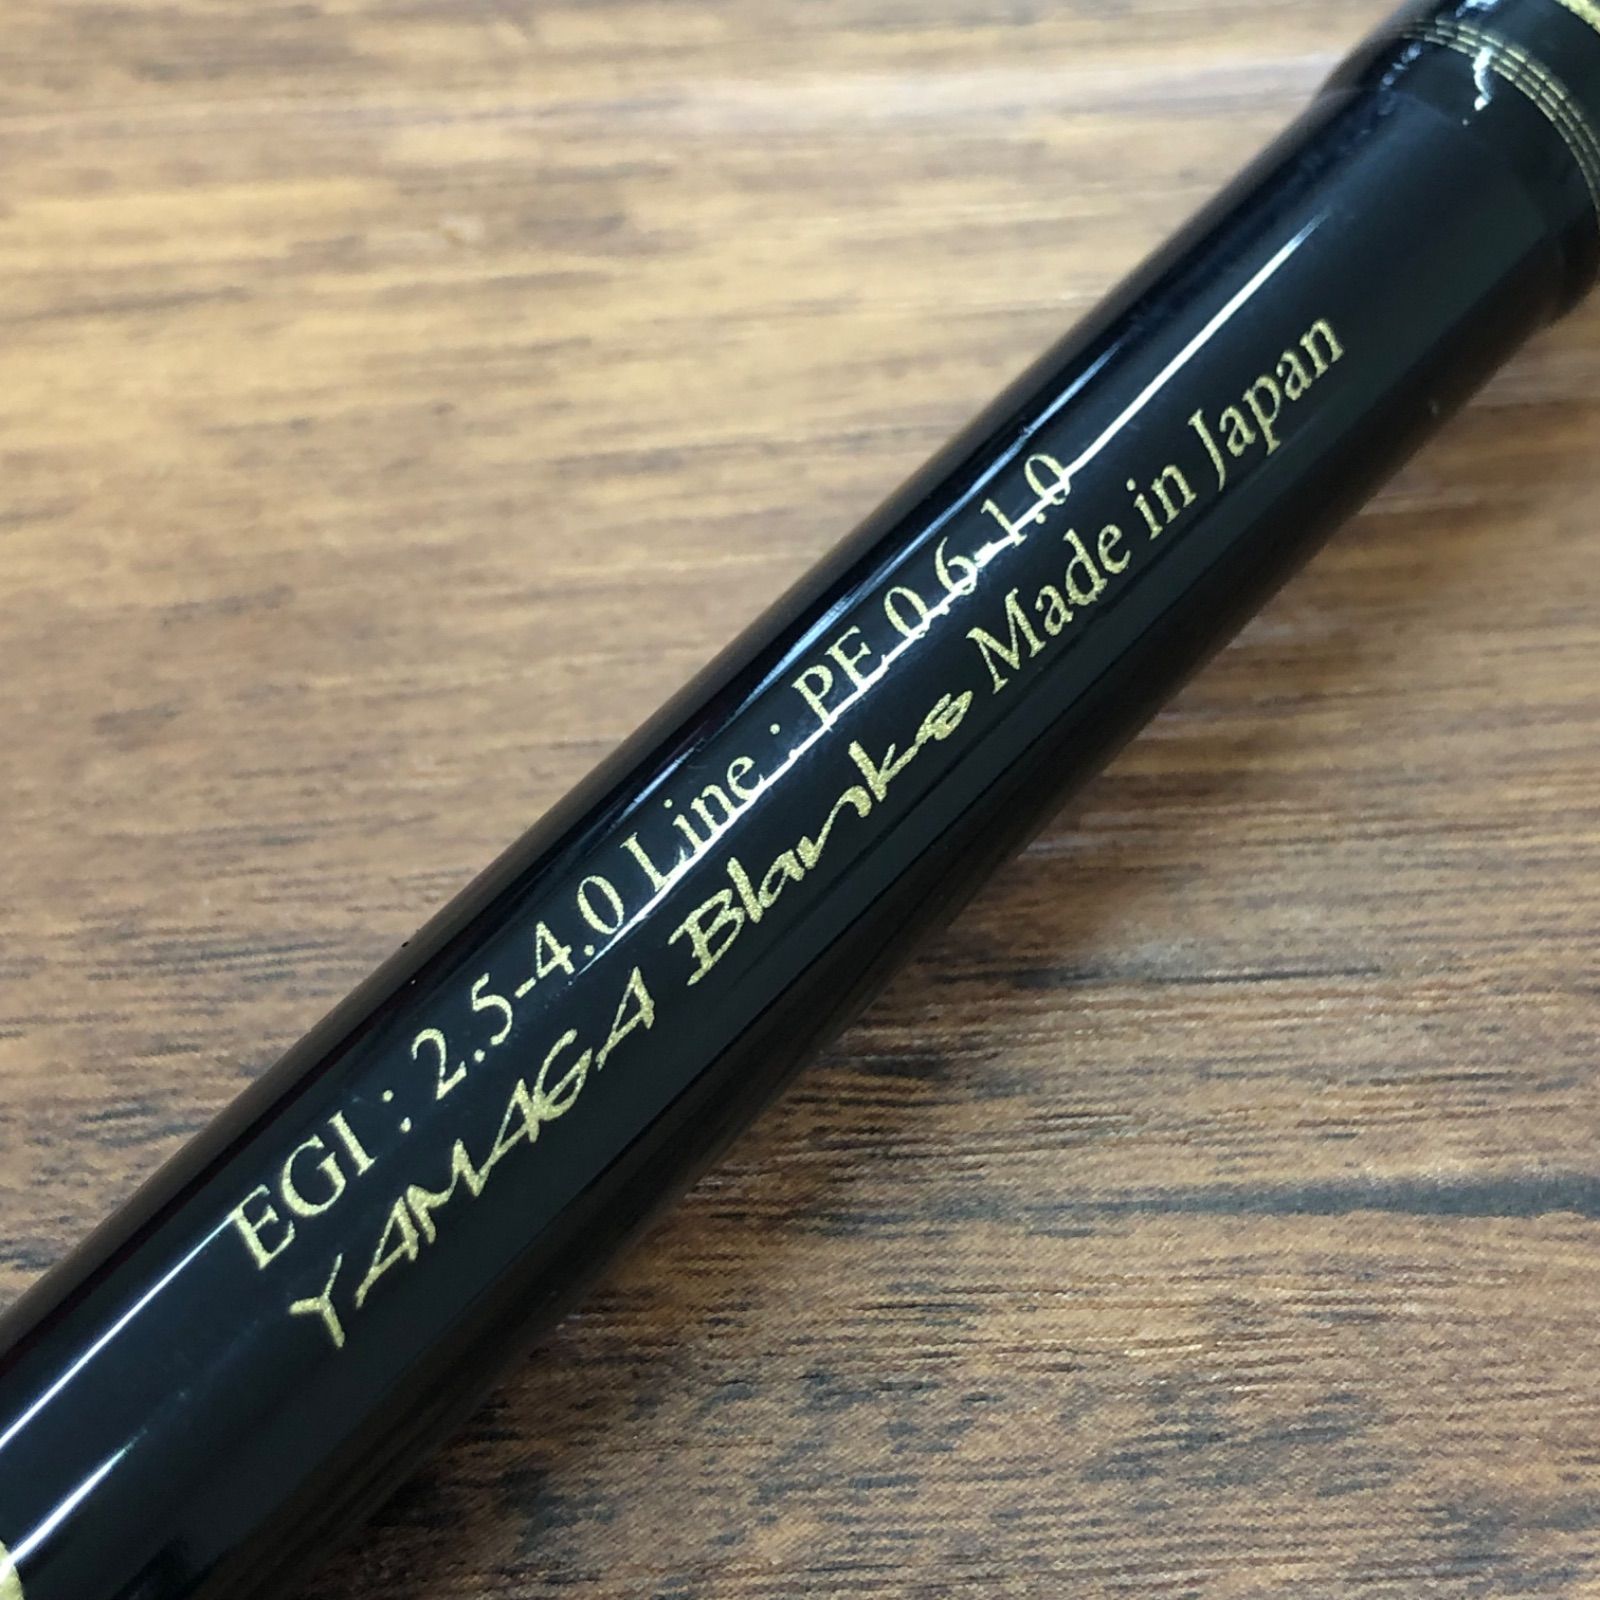 EGI : 2.5-4.0 Line : PE 0.6-1.0
YAMAGA Blanks Made in Japan